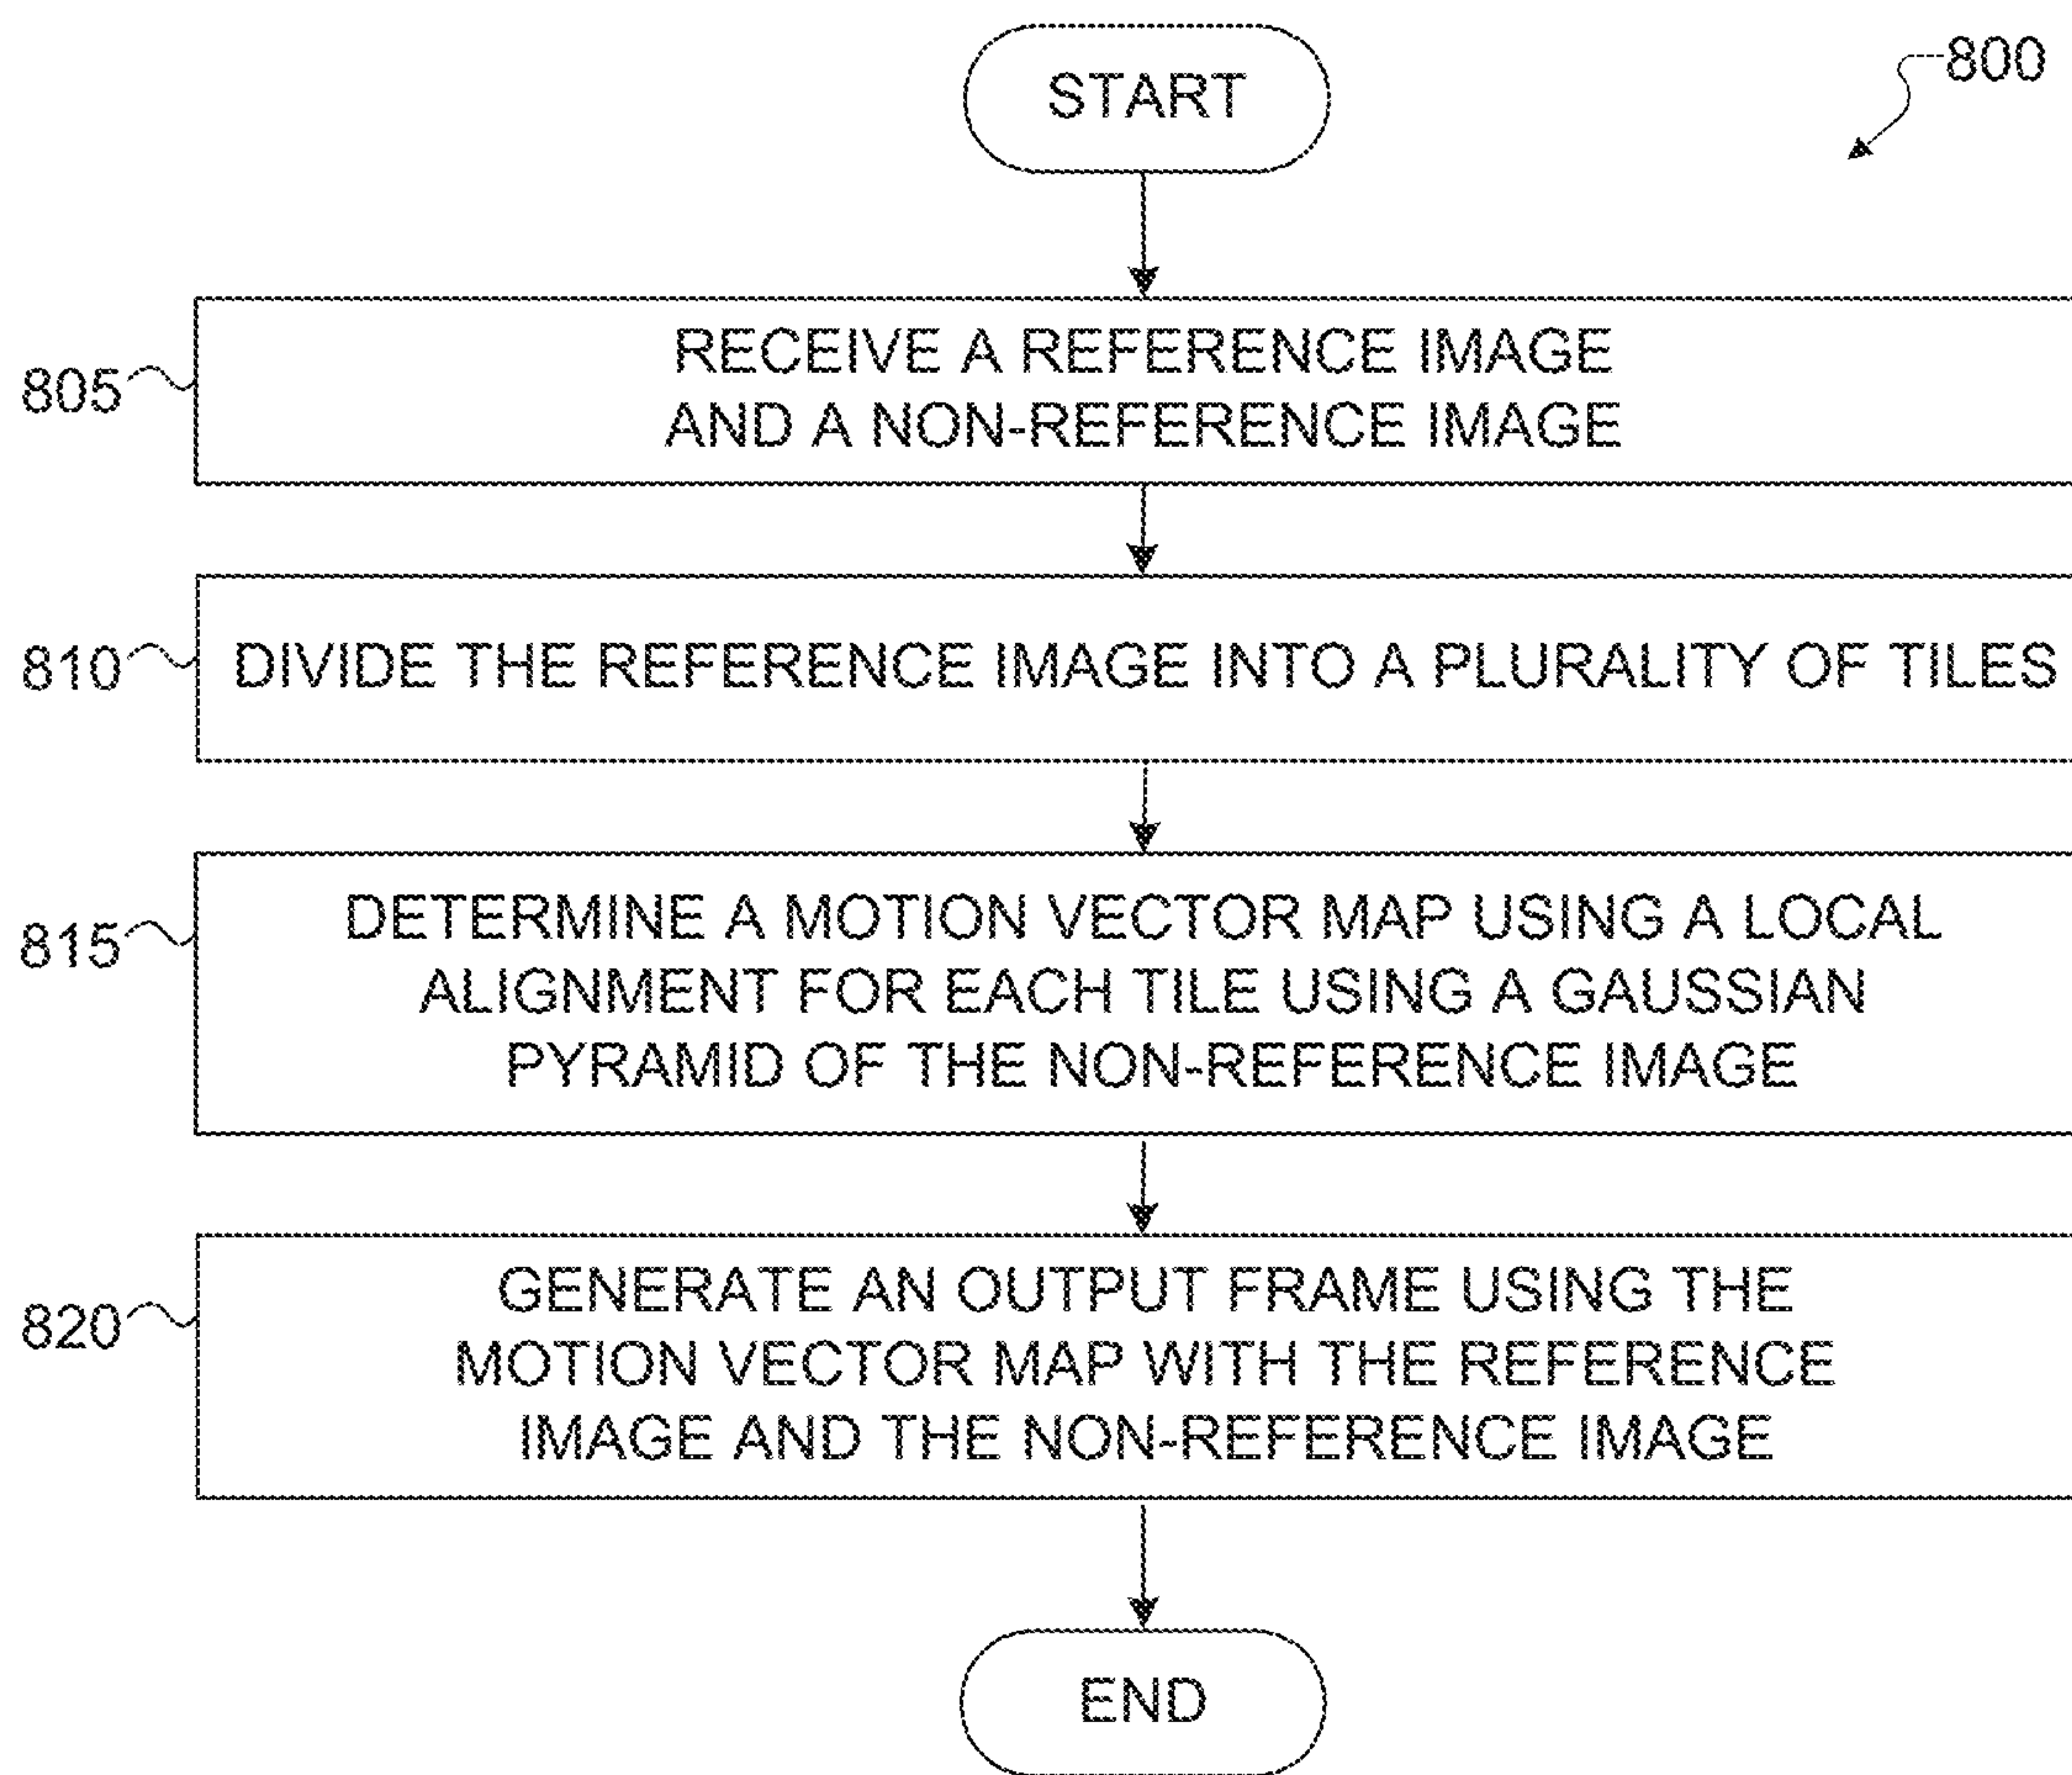 START
800
805
RECEIVE A REFERENCE IMAGE
AND A NON-REFERENCE IMAGE
810
DIVIDE THE REFERENCE IMAGE INTO A PLURALITY OF TILES
815
DETERMINE A MOTION VECTOR MAP USING A LOCAL
ALIGNMENT FOR EACH TILE USING A GAUSSIAN
PYRAMID OF THE NON-REFERENCE IMAGE
820
GENERATE AN OUTPUT FRAME USING THE
MOTION VECTOR MAP WITH THE REFERENCE
IMAGE AND THE NON-REFERENCE IMAGE
END